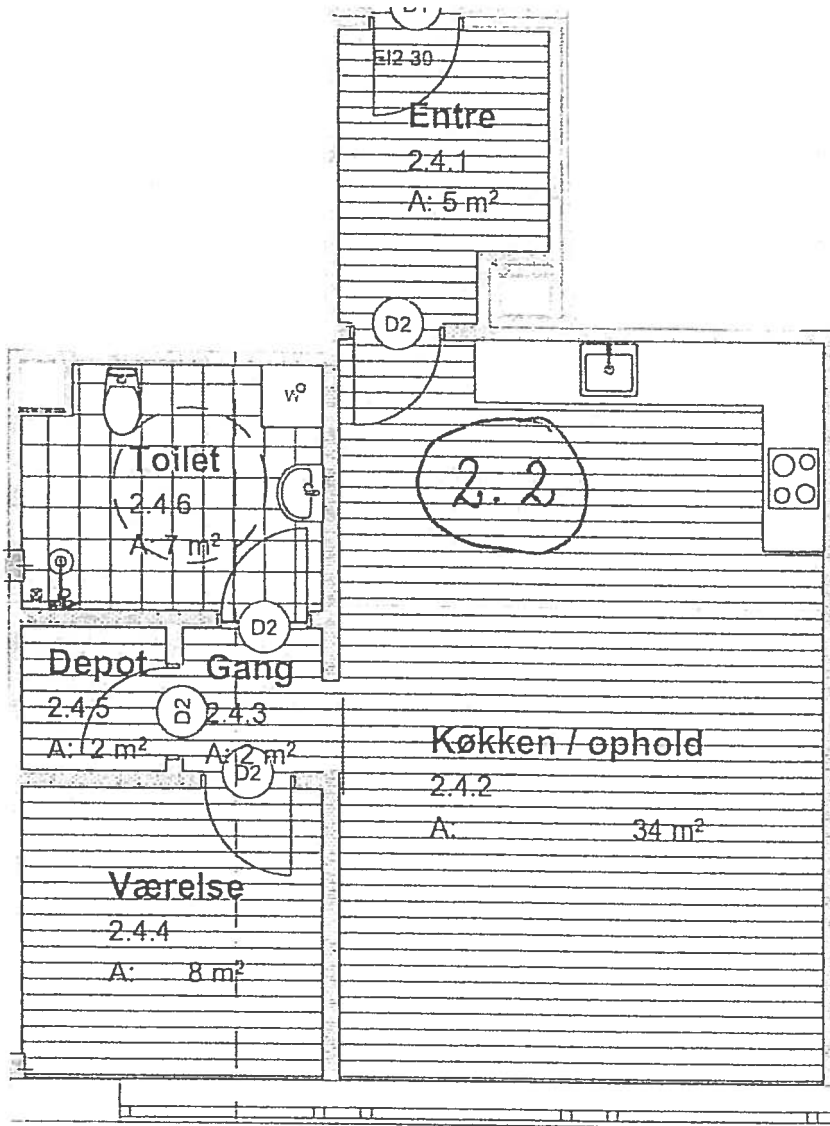 EI2 30
Entre
2.4.1
A: 5 m²
D2
Toilet
2.4.6
A: 7 m²
2.2
D2
Depot
2.4.5
A: 2 m²
D2
Gang
2.4.3
A: 2 m²
D2
Køkken / ophold
2.4.2
A: 34 m²
Værelse
2.4.4
A: 8 m²